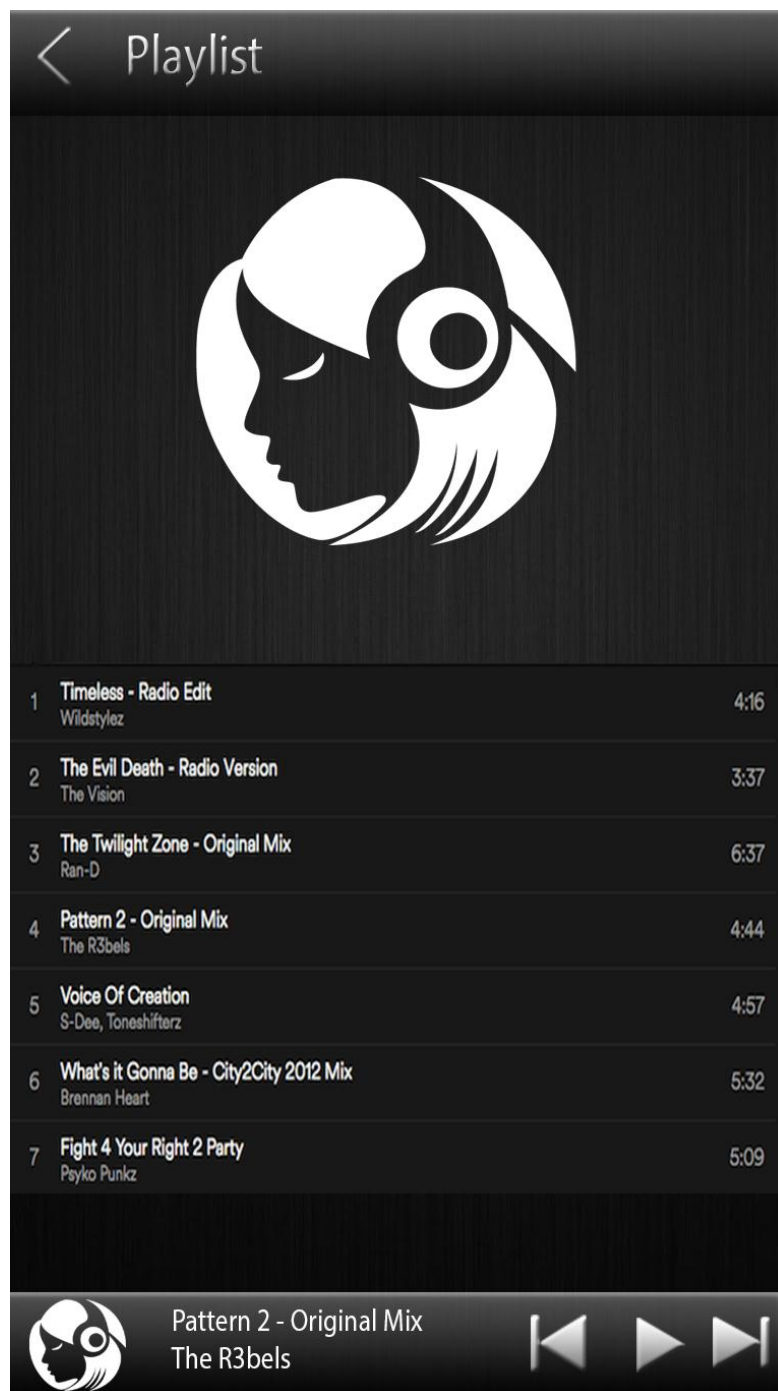 Playlist
1 Timeless - Radio Edit 4:16
Wildstylez
2 The Evil Death - Radio Version 3:37
The Vision
3 The Twilight Zone - Original Mix 6:37
Ran-D
4 Pattern 2 - Original Mix 4:44
The R3bels
5 Voice Of Creation 4:57
S-Dee, Toneshifterz
6 What's it Gonna Be - City2City 2012 Mix 5:32
Brennan Heart
7 Fight 4 Your Right 2 Party 5:09
Psyko Punkz
Pattern 2 - Original Mix
The R3bels